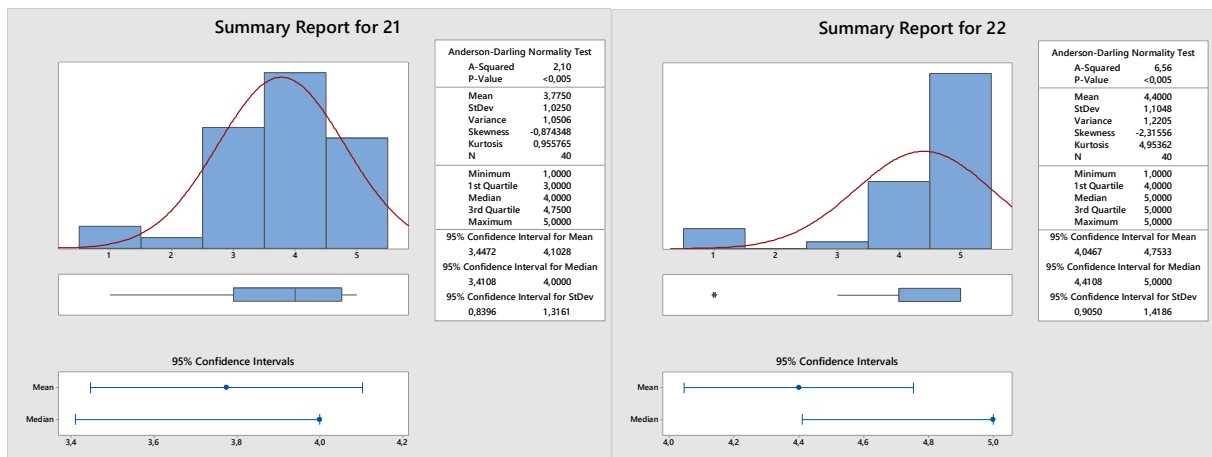 Summary Report for 21
Anderson-Darling Normality Test
A-Squared 2,10
P-Value <0,005
Mean 3,7750
StDev 1,0250
Variance 1,0506
Skewness -0,874348
Kurtosis 0,955765
N 40
Minimum 1,0000
1st Quartile 3,0000
Median 4,0000
3rd Quartile 4,7500
Maximum 5,0000
95% Confidence Interval for Mean
3,4472 4,1028
95% Confidence Interval for Median
3,4108 4,0000
95% Confidence Interval for StDev
0,8396 1,3161
1 2 3 4 5
95% Confidence Intervals
Mean
Median
3,4 3,6 3,8 4,0 4,2
Summary Report for 22
Anderson-Darling Normality Test
A-Squared 6,56
P-Value <0,005
Mean 4,4000
StDev 1,1048
Variance 1,2205
Skewness -2,31556
Kurtosis 4,95362
N 40
Minimum 1,0000
1st Quartile 4,0000
Median 5,0000
3rd Quartile 5,0000
Maximum 5,0000
95% Confidence Interval for Mean
4,0467 4,7533
95% Confidence Interval for Median
4,4108 5,0000
95% Confidence Interval for StDev
0,9050 1,4186
1 2 3 4 5
95% Confidence Intervals
Mean
Median
4,0 4,2 4,4 4,6 4,8 5,0